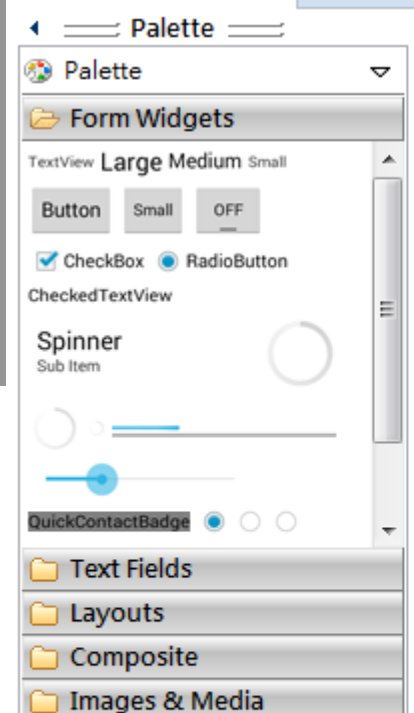 Palette
Palette
Form Widgets
TextView Large Medium Small
Button Small OFF
CheckBox RadioButton
CheckedTextView
Spinner
Sub Item
QuickContactBadge
Text Fields
Layouts
Composite
Images & Media